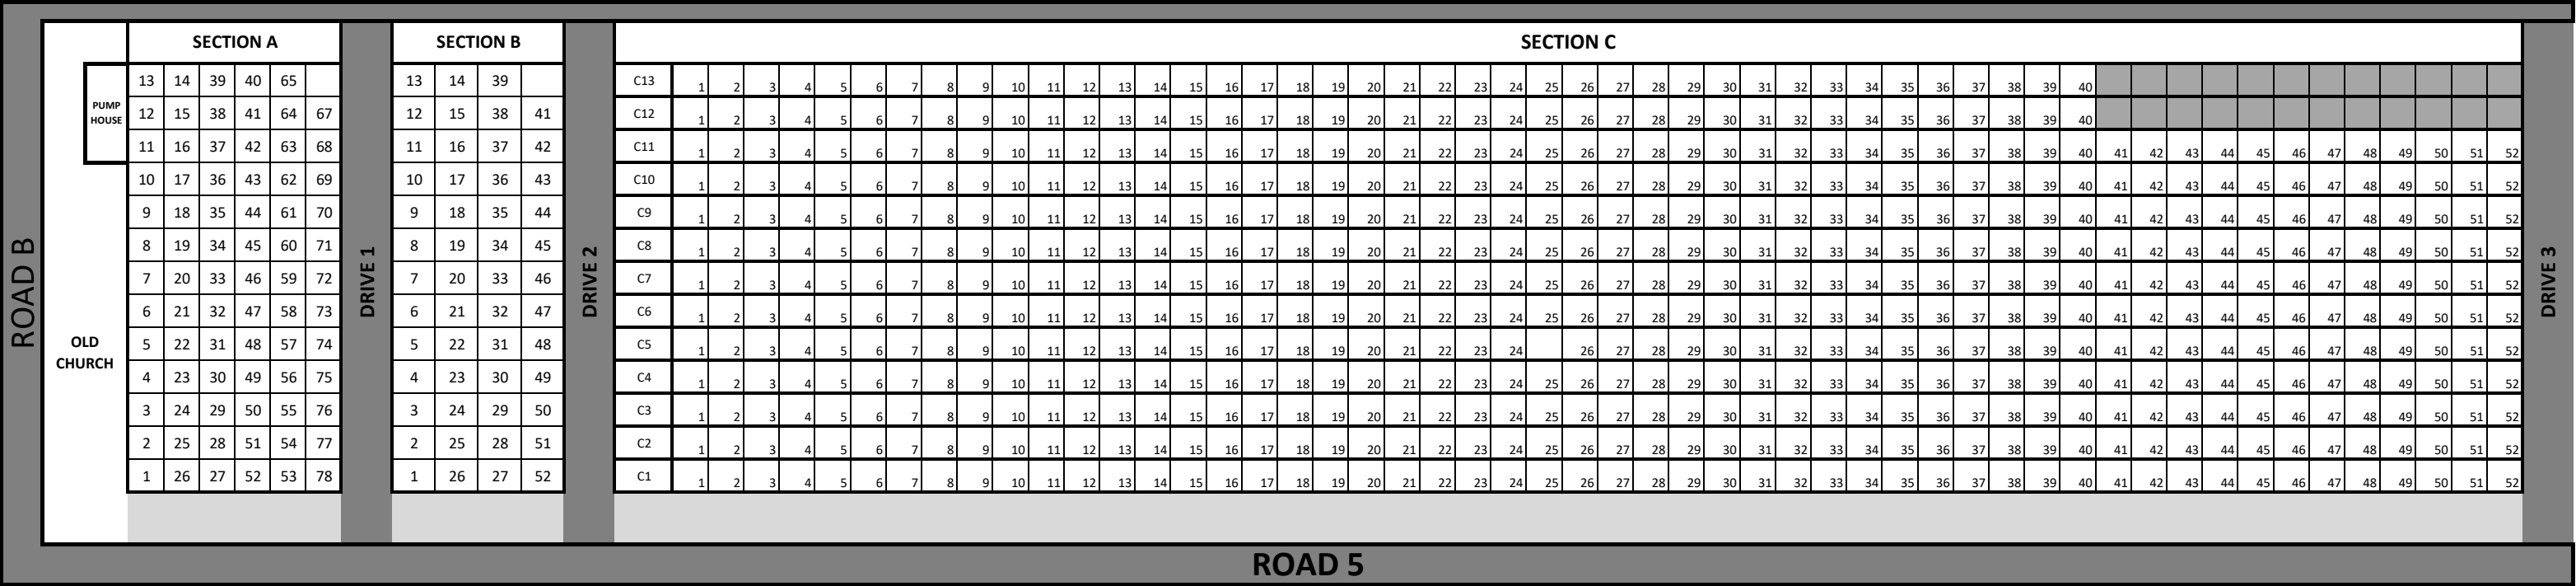 SECTION A SECTION B SECTION C
13 14 39 40 65 13 14 39 C13 1 2 3 4 5 6 7 8 9 10 11 12 13 14 15 16 17 18 19 20 21 22 23 24 25 26 27 28 29 30 31 32 33 34 35 36 37 38 39 40
PUMP
HOUSE
12 15 38 41 64 67 12 15 38 41 C12 1 2 3 4 5 6 7 8 9 10 11 12 13 14 15 16 17 18 19 20 21 22 23 24 25 26 27 28 29 30 31 32 33 34 35 36 37 38 39 40
11 16 37 42 63 68 11 16 37 42 C11 1 2 3 4 5 6 7 8 9 10 11 12 13 14 15 16 17 18 19 20 21 22 23 24 25 26 27 28 29 30 31 32 33 34 35 36 37 38 39 40 41 42 43 44 45 46 47 48 49 50 51 52
10 17 36 43 62 69 10 17 36 43 C10 1 2 3 4 5 6 7 8 9 10 11 12 13 14 15 16 17 18 19 20 21 22 23 24 25 26 27 28 29 30 31 32 33 34 35 36 37 38 39 40 41 42 43 44 45 46 47 48 49 50 51 52
9 18 35 44 61 70 9 18 35 44 C9 1 2 3 4 5 6 7 8 9 10 11 12 13 14 15 16 17 18 19 20 21 22 23 24 25 26 27 28 29 30 31 32 33 34 35 36 37 38 39 40 41 42 43 44 45 46 47 48 49 50 51 52
8 19 34 45 60 71 8 19 34 45 C8 1 2 3 4 5 6 7 8 9 10 11 12 13 14 15 16 17 18 19 20 21 22 23 24 25 26 27 28 29 30 31 32 33 34 35 36 37 38 39 40 41 42 43 44 45 46 47 48 49 50 51 52
7 20 33 46 59 72 7 20 33 46 C7 1 2 3 4 5 6 7 8 9 10 11 12 13 14 15 16 17 18 19 20 21 22 23 24 25 26 27 28 29 30 31 32 33 34 35 36 37 38 39 40 41 42 43 44 45 46 47 48 49 50 51 52
ROAD B
DRIVE 1
DRIVE 2
DRIVE 3
6 21 32 47 58 73 6 21 32 47 C6 1 2 3 4 5 6 7 8 9 10 11 12 13 14 15 16 17 18 19 20 21 22 23 24 25 26 27 28 29 30 31 32 33 34 35 36 37 38 39 40 41 42 43 44 45 46 47 48 49 50 51 52
OLD
CHURCH
5 22 31 48 57 74 5 22 31 48 C5 1 2 3 4 5 6 7 8 9 10 11 12 13 14 15 16 17 18 19 20 21 22 23 24 26 27 28 29 30 31 32 33 34 35 36 37 38 39 40 41 42 43 44 45 46 47 48 49 50 51 52
4 23 30 49 56 75 4 23 30 49 C4 1 2 3 4 5 6 7 8 9 10 11 12 13 14 15 16 17 18 19 20 21 22 23 24 25 26 27 28 29 30 31 32 33 34 35 36 37 38 39 40 41 42 43 44 45 46 47 48 49 50 51 52
3 24 29 50 55 76 3 24 29 50 C3 1 2 3 4 5 6 7 8 9 10 11 12 13 14 15 16 17 18 19 20 21 22 23 24 25 26 27 28 29 30 31 32 33 34 35 36 37 38 39 40 41 42 43 44 45 46 47 48 49 50 51 52
2 25 28 51 54 77 2 25 28 51 C2 1 2 3 4 5 6 7 8 9 10 11 12 13 14 15 16 17 18 19 20 21 22 23 24 25 26 27 28 29 30 31 32 33 34 35 36 37 38 39 40 41 42 43 44 45 46 47 48 49 50 51 52
1 26 27 52 53 78 1 26 27 52 C1 1 2 3 4 5 6 7 8 9 10 11 12 13 14 15 16 17 18 19 20 21 22 23 24 25 26 27 28 29 30 31 32 33 34 35 36 37 38 39 40 41 42 43 44 45 46 47 48 49 50 51 52
ROAD 5